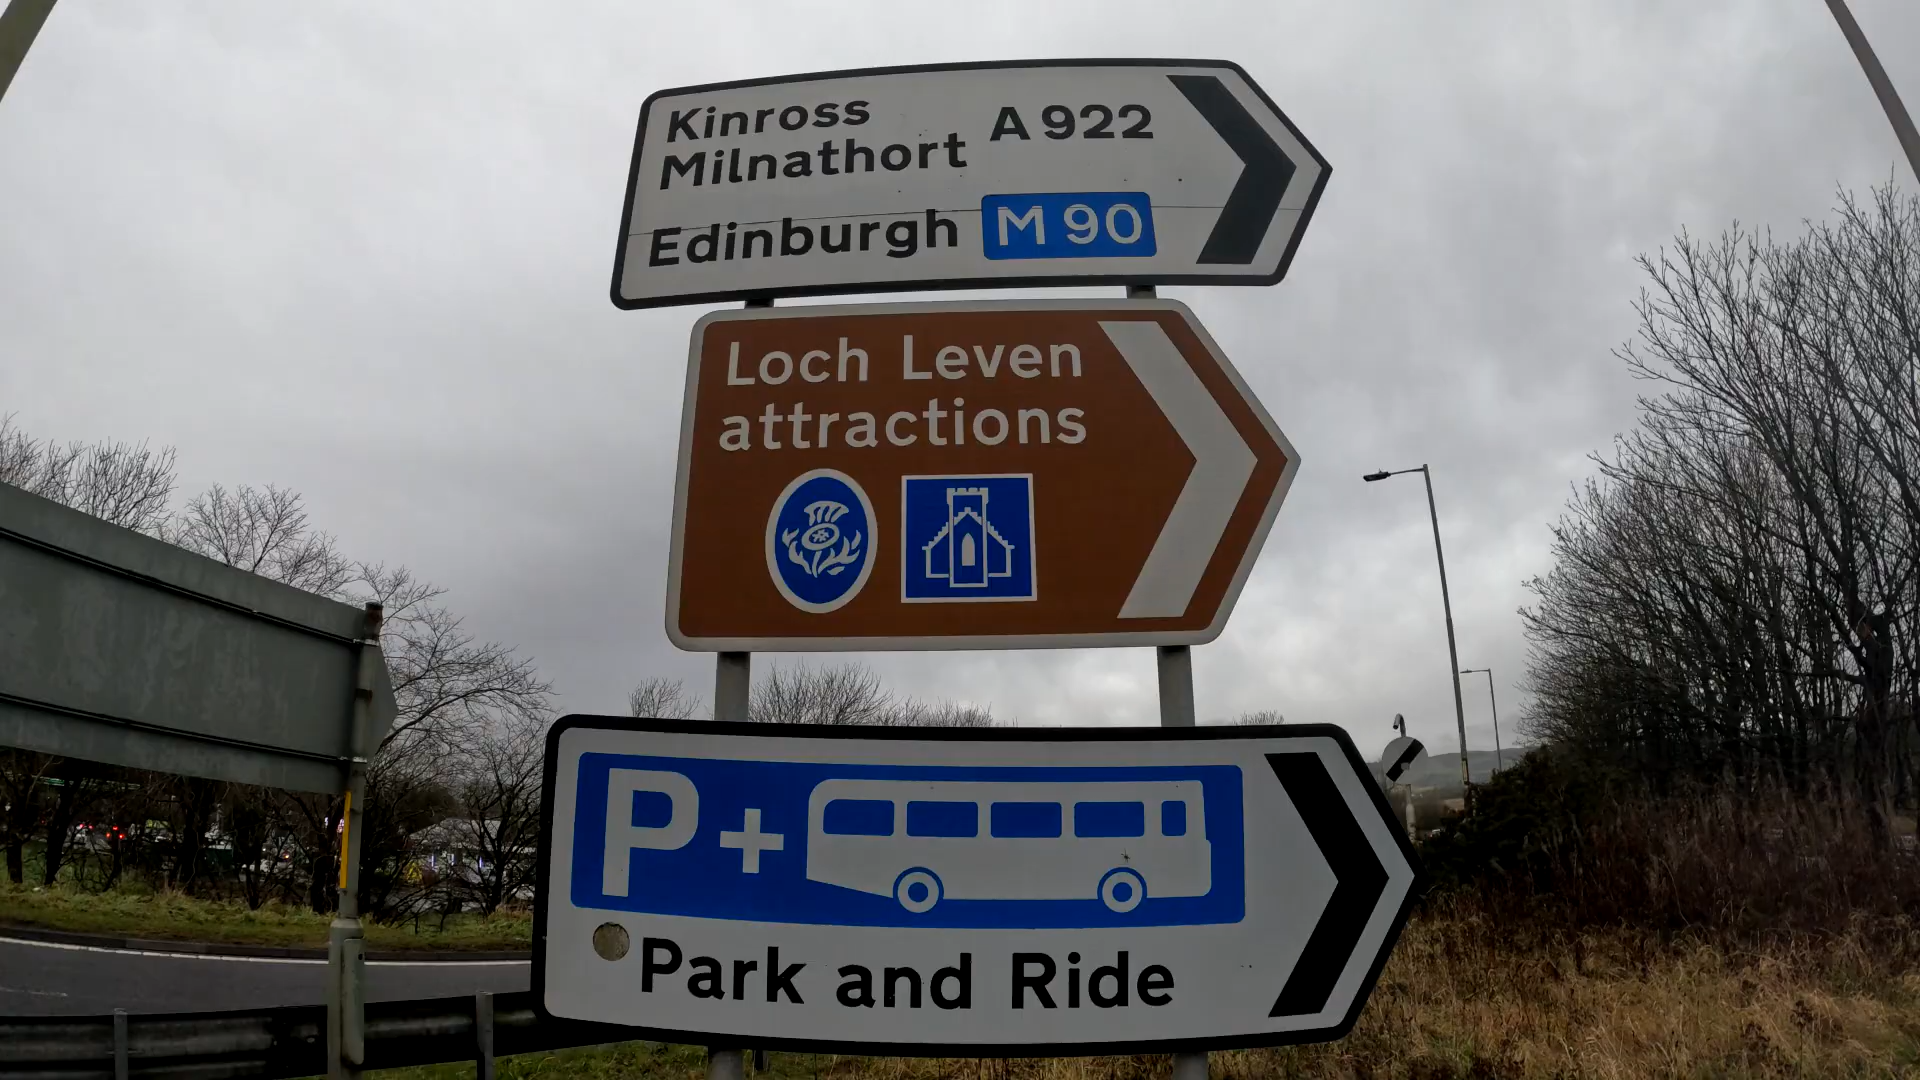 Kinross
Milnathort A 922
Edinburgh M 90
Loch Leven
attractions
P +
Park and Ride